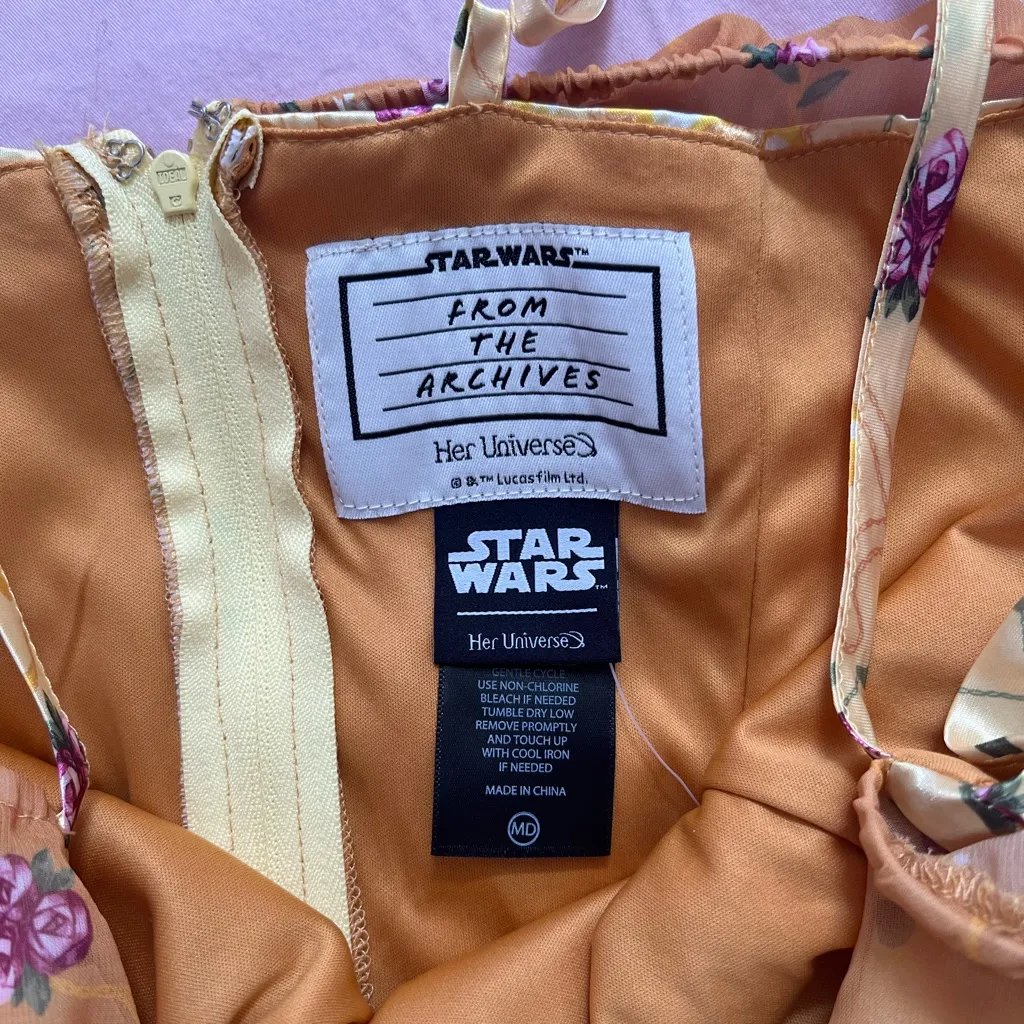 IDEAL
STAR WARS™
FROM
THE
ARCHIVES
Her Universe
© & ™ Lucasfilm Ltd.
STAR
WARS™
Her Universe
GENTLE CYCLE
USE NON-CHLORINE
BLEACH IF NEEDED
TUMBLE DRY LOW
REMOVE PROMPTLY
AND TOUCH UP
WITH COOL IRON
IF NEEDED
MADE IN CHINA
MD